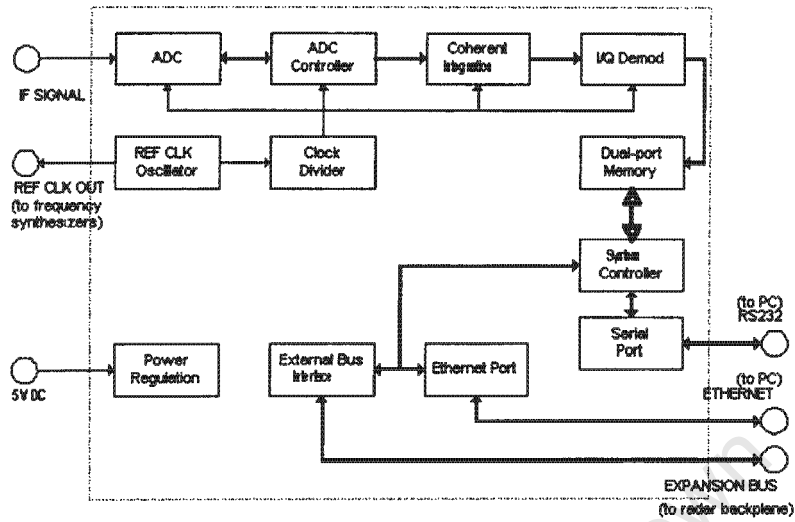 ADC
ADC
Controller
Coherent
Integration
I/Q Demod
IF SIGNAL
REF CLK
Oscillator
Clock
Divider
Dual-port
Memory
REF CLK OUT
(to frequency
synthesizers)
System
Controller
(to PC)
RS232
Serial
Port
Power
Regulation
External Bus
Interface
Ethernet Port
5V DC
(to PC)
ETHERNET
EXPANSION BUS
(to radar backplane)